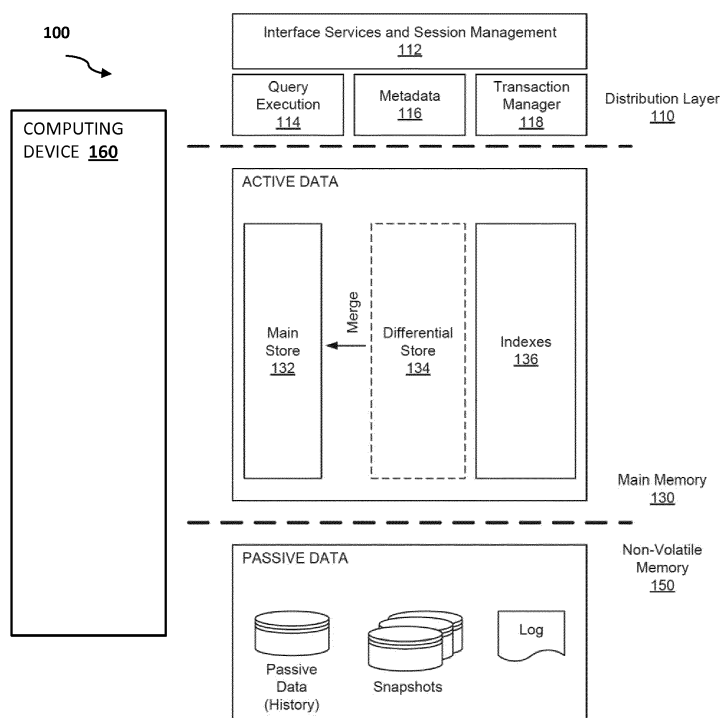 100
COMPUTING
DEVICE 160
Interface Services and Session Management
112
Query
Execution
114
Metadata
116
Transaction
Manager
118
Distribution Layer
110
ACTIVE DATA
Main
Store
132
Merge
Differential
Store
134
Indexes
136
Main Memory
130
Non-Volatile
Memory
150
PASSIVE DATA
Passive
Data
(History)
Snapshots
Log